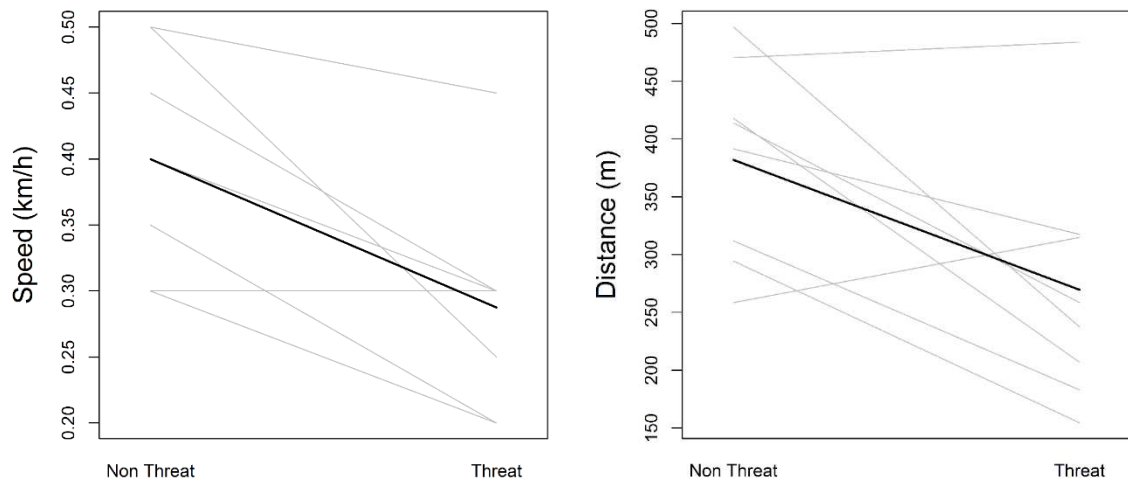 Speed (km/h)
0.50
0.45
0.40
0.35
0.30
0.25
0.20
Non Threat
Threat
Distance (m)
500
450
400
350
300
250
200
150
Non Threat
Threat